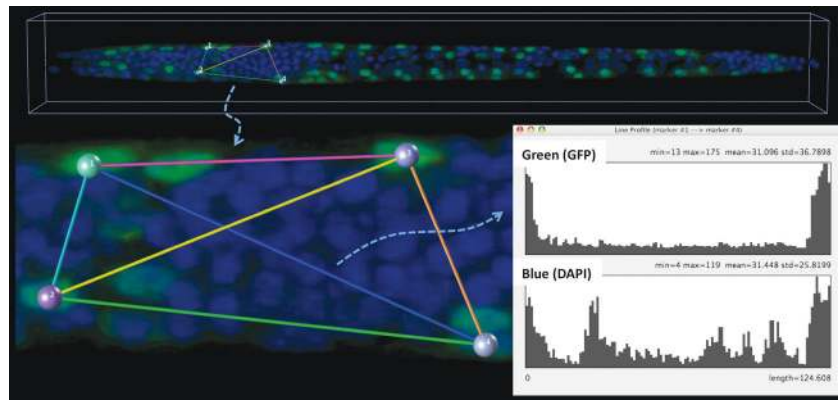 Line Profile (marker #1 ---> marker #4)
Green (GFP)
min=13 max=175 mean=31.096 std=36.7898
Blue (DAPI)
min=4 max=119 mean=31.448 std=25.8199
0
length=124.608